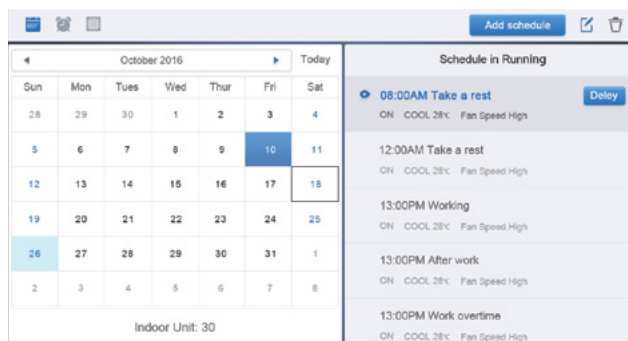 Add schedule
October 2016 Today
Sun Mon Tues Wed Thur Fri Sat
28 29 30 1 2 3 4
5 6 7 8 9 10 11
12 13 14 15 16 17 18
19 20 21 22 23 24 25
26 27 28 29 30 31 1
2 3 4 5 6 7 8
Indoor Unit: 30
Schedule in Running
08:00AM Take a rest Deley
ON COOL 28℃ Fan Speed High
12:00AM Take a rest
ON COOL 28℃ Fan Speed High
13:00PM Working
ON COOL 28℃ Fan Speed High
13:00PM After work
ON COOL 28℃ Fan Speed High
13:00PM Work overtime
ON COOL 28℃ Fan Speed High